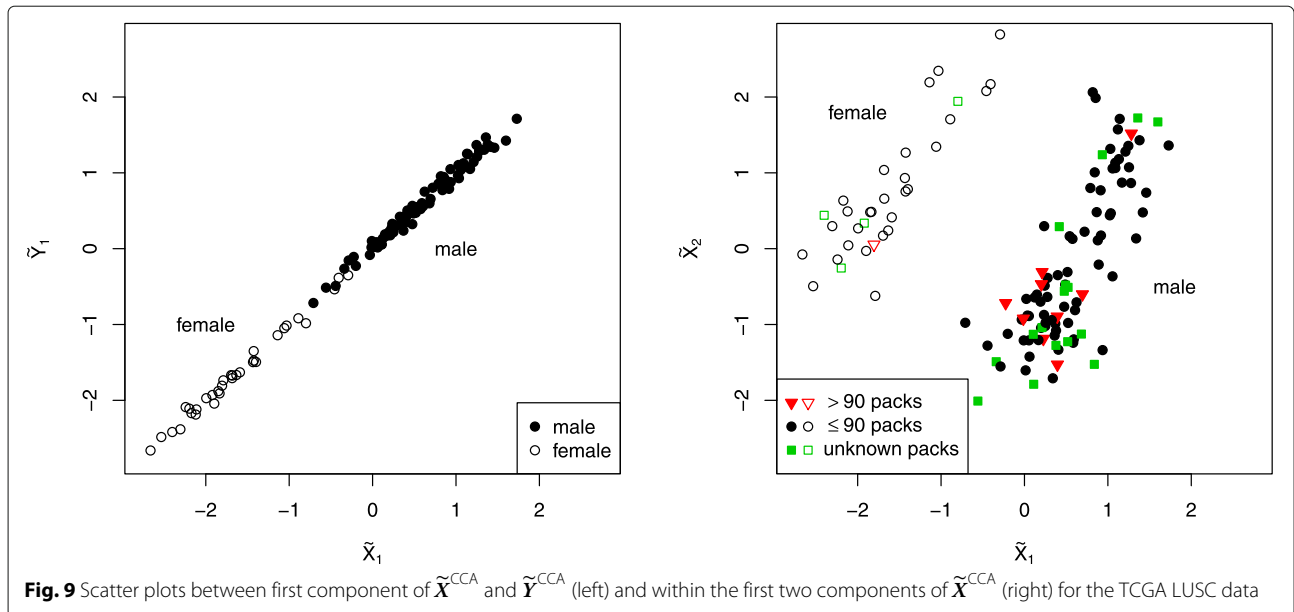 2
1
0
−1
−2
Ỹ₁
female
male
● male
○ female
−2 −1 0 1 2
X̃₁
2
1
0
−1
−2
X̃₂
female
male
▼▽ > 90 packs
●○ ≤ 90 packs
■□ unknown packs
−2 −1 0 1 2
X̃₁
Fig. 9 Scatter plots between first component of X̃^CCA and Ỹ^CCA (left) and within the first two components of X̃^CCA (right) for the TCGA LUSC data